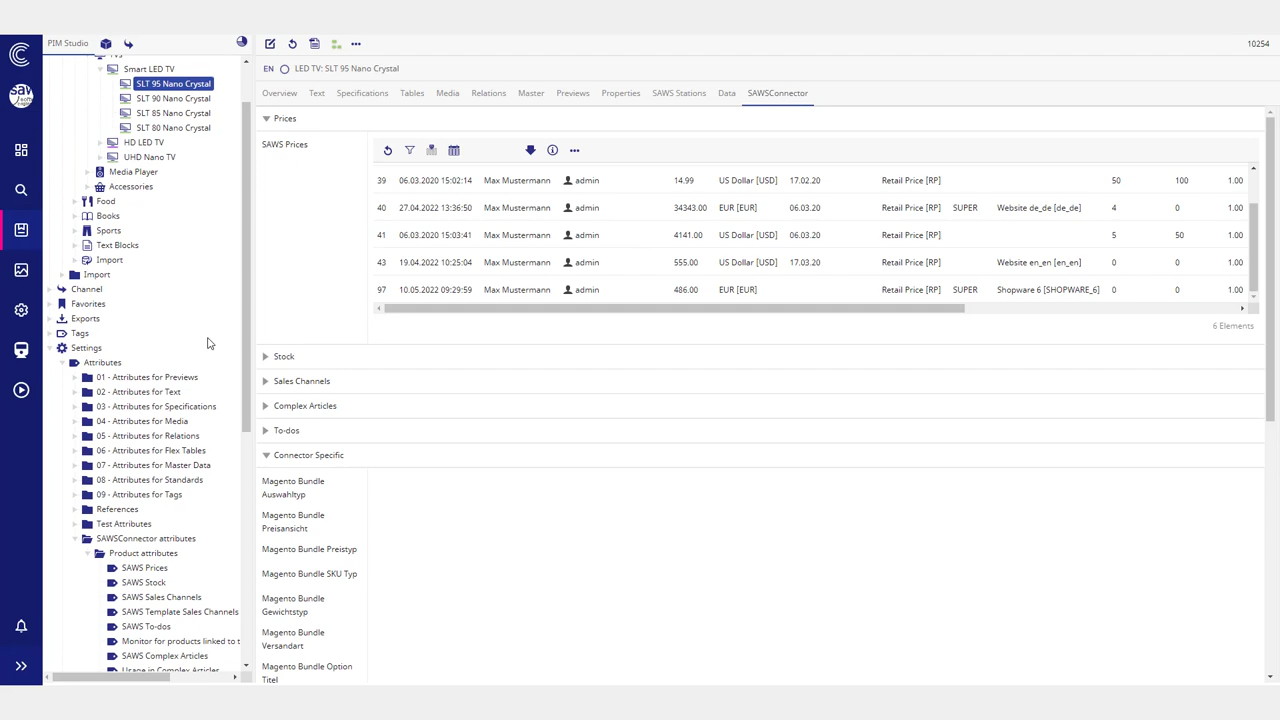 PIM Studio
10254
EN LED TV: SLT 95 Nano Crystal
Overview Text Specifications Tables Media Relations Master Previews Properties SAWS Stations Data SAWSConnector
TVs
Smart LED TV
SLT 95 Nano Crystal
SLT 90 Nano Crystal
SLT 85 Nano Crystal
SLT 80 Nano Crystal
HD LED TV
UHD Nano TV
Media Player
Accessories
Food
Books
Sports
Text Blocks
Import
Import
Channel
Favorites
Exports
Tags
Settings
Attributes
01 - Attributes for Previews
02 - Attributes for Text
03 - Attributes for Specifications
04 - Attributes for Media
05 - Attributes for Relations
06 - Attributes for Flex Tables
07 - Attributes for Master Data
08 - Attributes for Standards
09 - Attributes for Tags
References
Test Attributes
SAWSConnector attributes
Product attributes
SAWS Prices
SAWS Stock
SAWS Sales Channels
SAWS Template Sales Channels
SAWS To-dos
Monitor for products linked to t
SAWS Complex Articles
Usage in Complex Articles
Prices
SAWS Prices
39 06.03.2020 15:02:14 Max Mustermann admin 14.99 US Dollar [USD] 17.02.20 Retail Price [RP] 50 100 1.00
40 27.04.2022 13:36:50 Max Mustermann admin 34343.00 EUR [EUR] 06.03.20 Retail Price [RP] SUPER Website de_de [de_de] 4 0 1.00
41 06.03.2020 15:03:41 Max Mustermann admin 4141.00 US Dollar [USD] 06.03.20 Retail Price [RP] 5 50 1.00
43 19.04.2022 10:25:04 Max Mustermann admin 555.00 US Dollar [USD] 17.03.20 Retail Price [RP] Website en_en [en_en] 0 0 1.00
97 10.05.2022 09:29:59 Max Mustermann admin 486.00 EUR [EUR] Retail Price [RP] SUPER Shopware 6 [SHOPWARE_6] 0 0 1.00
6 Elements
Stock
Sales Channels
Complex Articles
To-dos
Connector Specific
Magento Bundle
Auswahltyp
Magento Bundle
Preisansicht
Magento Bundle Preistyp
Magento Bundle SKU Typ
Magento Bundle
Gewichtstyp
Magento Bundle
Versandart
Magento Bundle Option
Titel